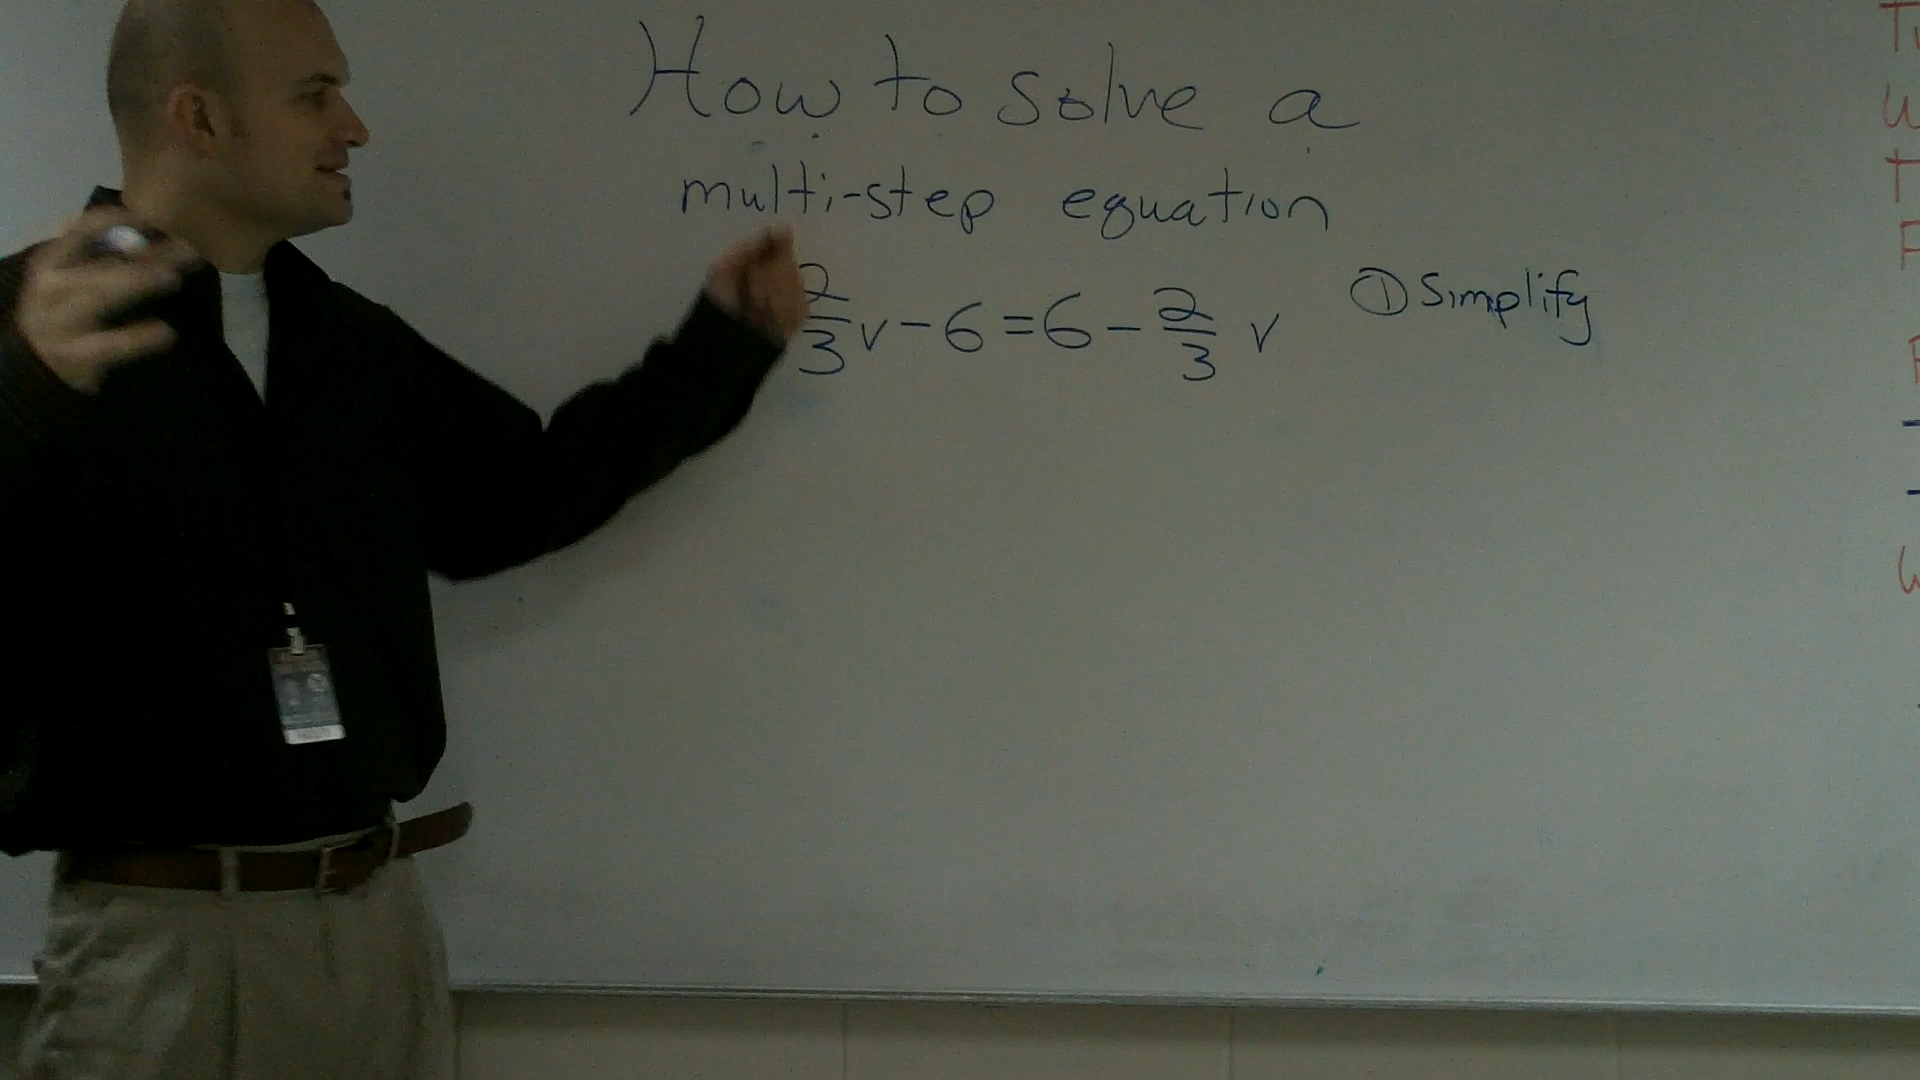 How to solve a
multi-step equation
2/3 v - 6 = 6 - 2/3 v
① Simplify